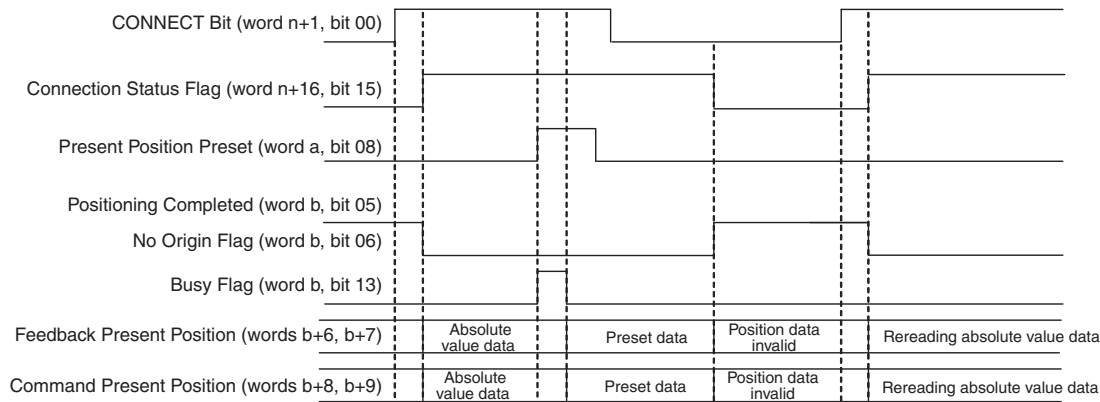 CONNECT Bit (word n+1, bit 00)
Connection Status Flag (word n+16, bit 15)
Present Position Preset (word a, bit 08)
Positioning Completed (word b, bit 05)
No Origin Flag (word b, bit 06)
Busy Flag (word b, bit 13)
Feedback Present Position (words b+6, b+7)
Absolute
value data
Preset data
Position data
invalid
Rereading absolute value data
Command Present Position (words b+8, b+9)
Absolute
value data
Preset data
Position data
invalid
Rereading absolute value data